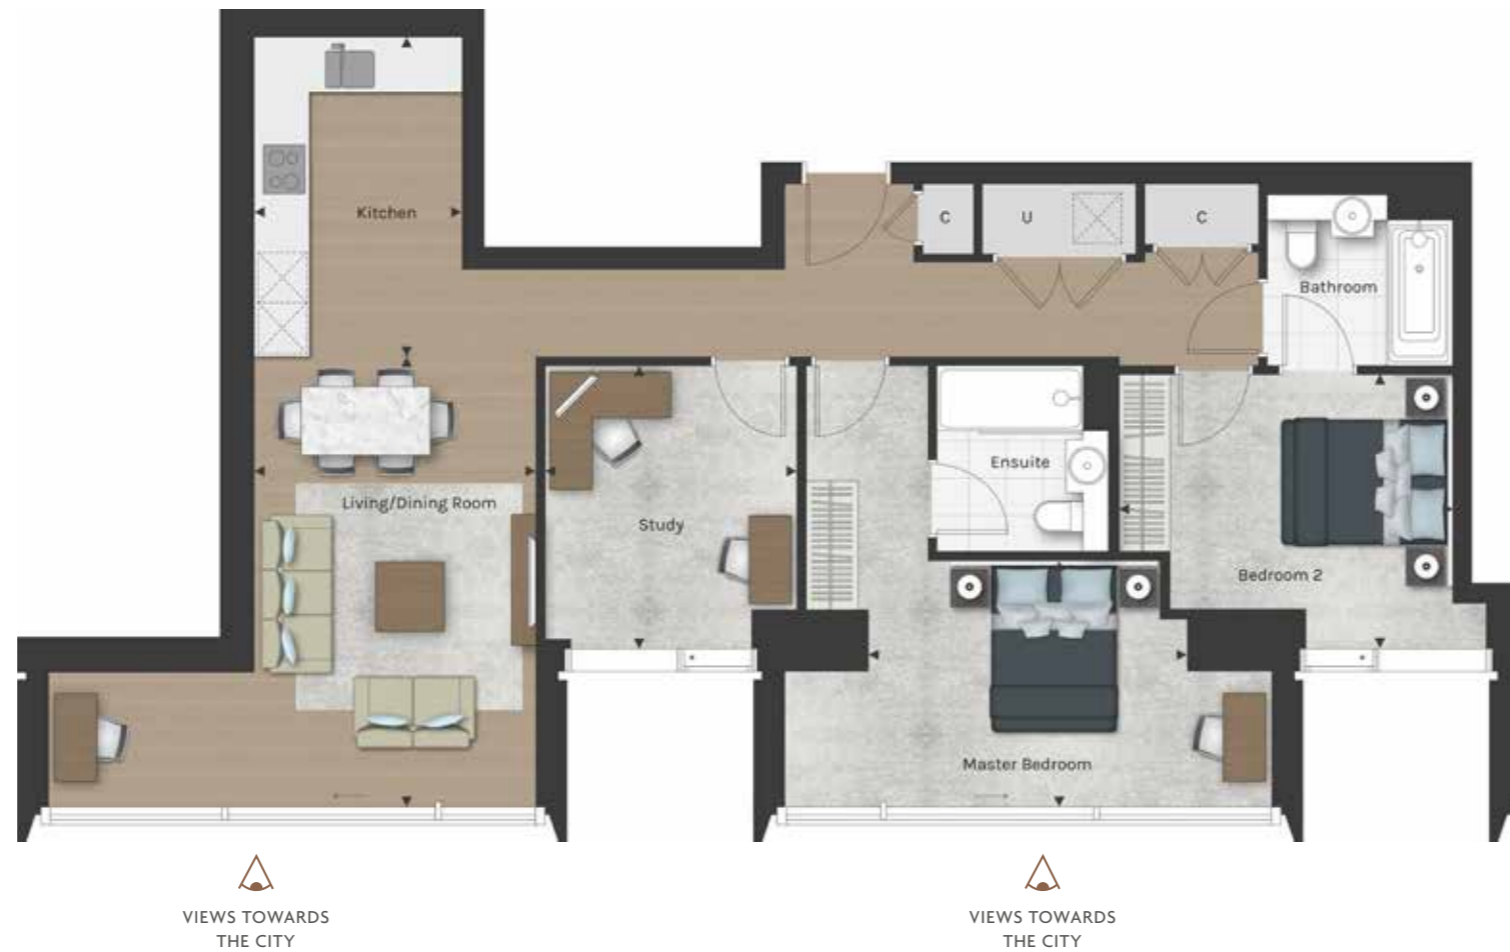 Kitchen
C
U
C
Bathroom
Ensuite
Living/Dining Room
Study
Bedroom 2
Master Bedroom
VIEWS TOWARDS
THE CITY
VIEWS TOWARDS
THE CITY